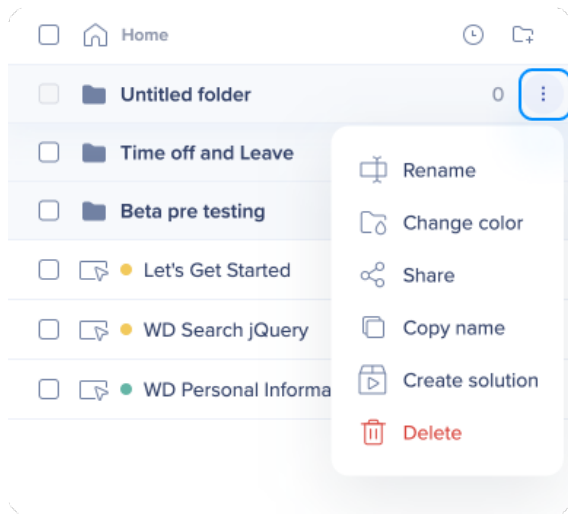 Home
Untitled folder 0
Time off and Leave
Beta pre testing
Let's Get Started
WD Search jQuery
WD Personal Informa
Rename
Change color
Share
Copy name
Create solution
Delete